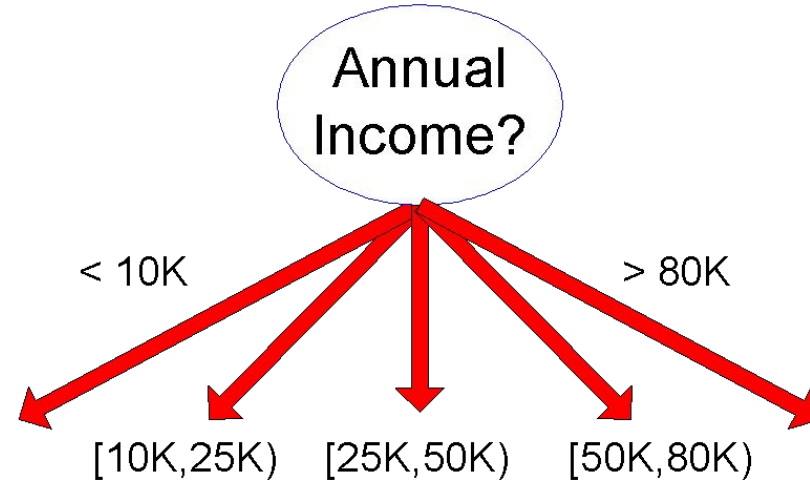 Annual
Income?
< 10K
> 80K
[10K,25K)
[25K,50K)
[50K,80K)